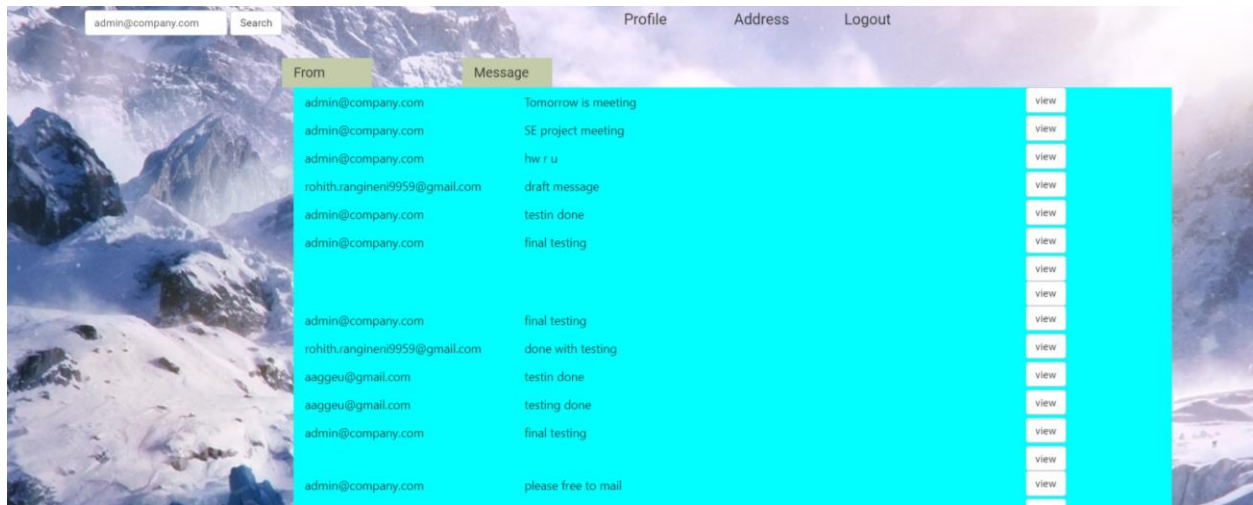 admin@company.com Search Profile Address Logout
From Message
admin@company.com Tomorrow is meeting view
admin@company.com SE project meeting view
admin@company.com hw r u view
rohith.rangineni9959@gmail.com draft message view
admin@company.com testin done view
admin@company.com final testing view
view
view
admin@company.com final testing view
rohith.rangineni9959@gmail.com done with testing view
aaggeu@gmail.com testin done view
aaggeu@gmail.com testing done view
admin@company.com final testing view
view
admin@company.com please free to mail view